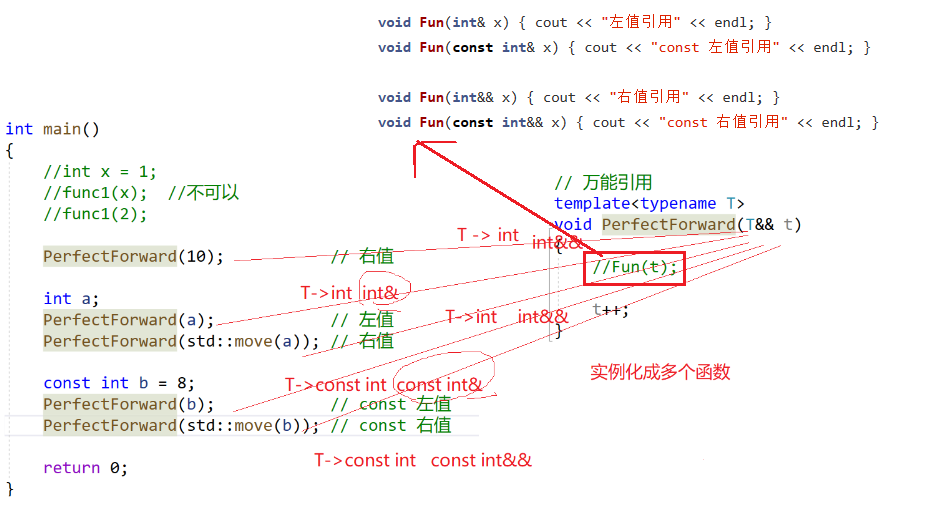 void Fun(int& x) { cout << "左值引用" << endl; }
void Fun(const int& x) { cout << "const 左值引用" << endl; }
void Fun(int&& x) { cout << "右值引用" << endl; }
void Fun(const int&& x) { cout << "const 右值引用" << endl; }
int main()
{
//int x = 1;
//func1(x);  //不可以
//func1(2);
PerfectForward(10); // 右值
int a;
PerfectForward(a); // 左值
PerfectForward(std::move(a)); // 右值
const int b = 8;
PerfectForward(b); // const 左值
PerfectForward(std::move(b)); // const 右值
return 0;
}
// 万能引用
template<typename T>
void PerfectForward(T&& t)
{
//Fun(t);
t++;
}
T -> int int&&
T->int int&
T->int int&&
T->const int const int&
T->const int const int&&
实例化成多个函数